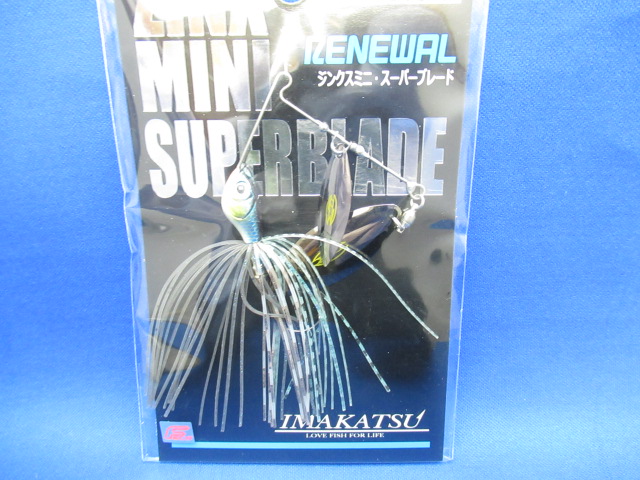 ZINX
MINI
SUPERBLADE
RENEWAL
ジンクスミニ・スーパーブレード
IMAKATSU
LOVE FISH FOR LIFE